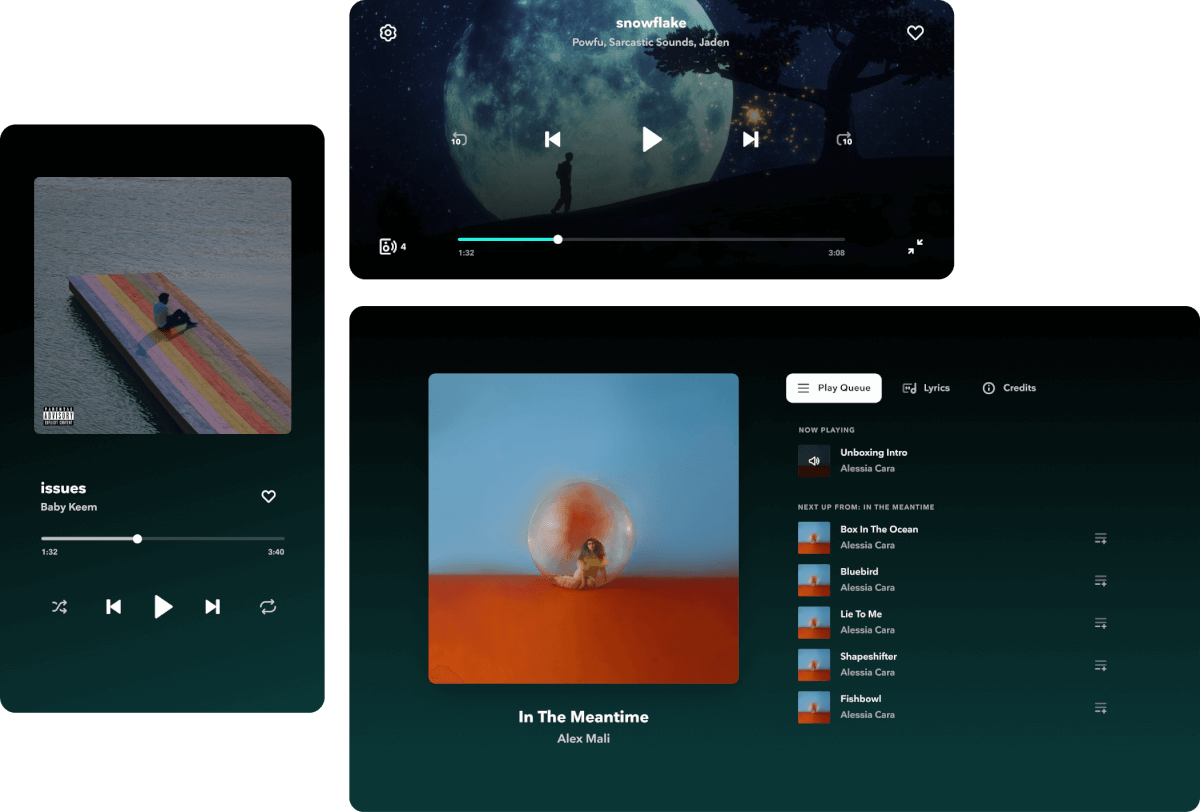 snowflake
Powfu, Sarcastic Sounds, Jaden
10
10
4
1:32
3:08
PARENTAL
ADVISORY
EXPLICIT CONTENT
issues
Baby Keem
1:32
3:40
In The Meantime
Alex Mali
Play Queue
Lyrics
Credits
NOW PLAYING
Unboxing Intro
Alessia Cara
NEXT UP FROM: IN THE MEANTIME
Box In The Ocean
Alessia Cara
Bluebird
Alessia Cara
Lie To Me
Alessia Cara
Shapeshifter
Alessia Cara
Fishbowl
Alessia Cara